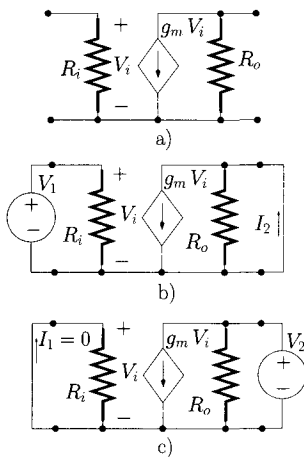 +
g_m V_i
R_i
V_i
R_o
−
a)
V_1
+
g_m V_i
+
−
V_i
I_2
R_i
R_o
−
b)
I_1 = 0
+
g_m V_i
V_2
R_i
V_i
R_o
+
−
−
c)